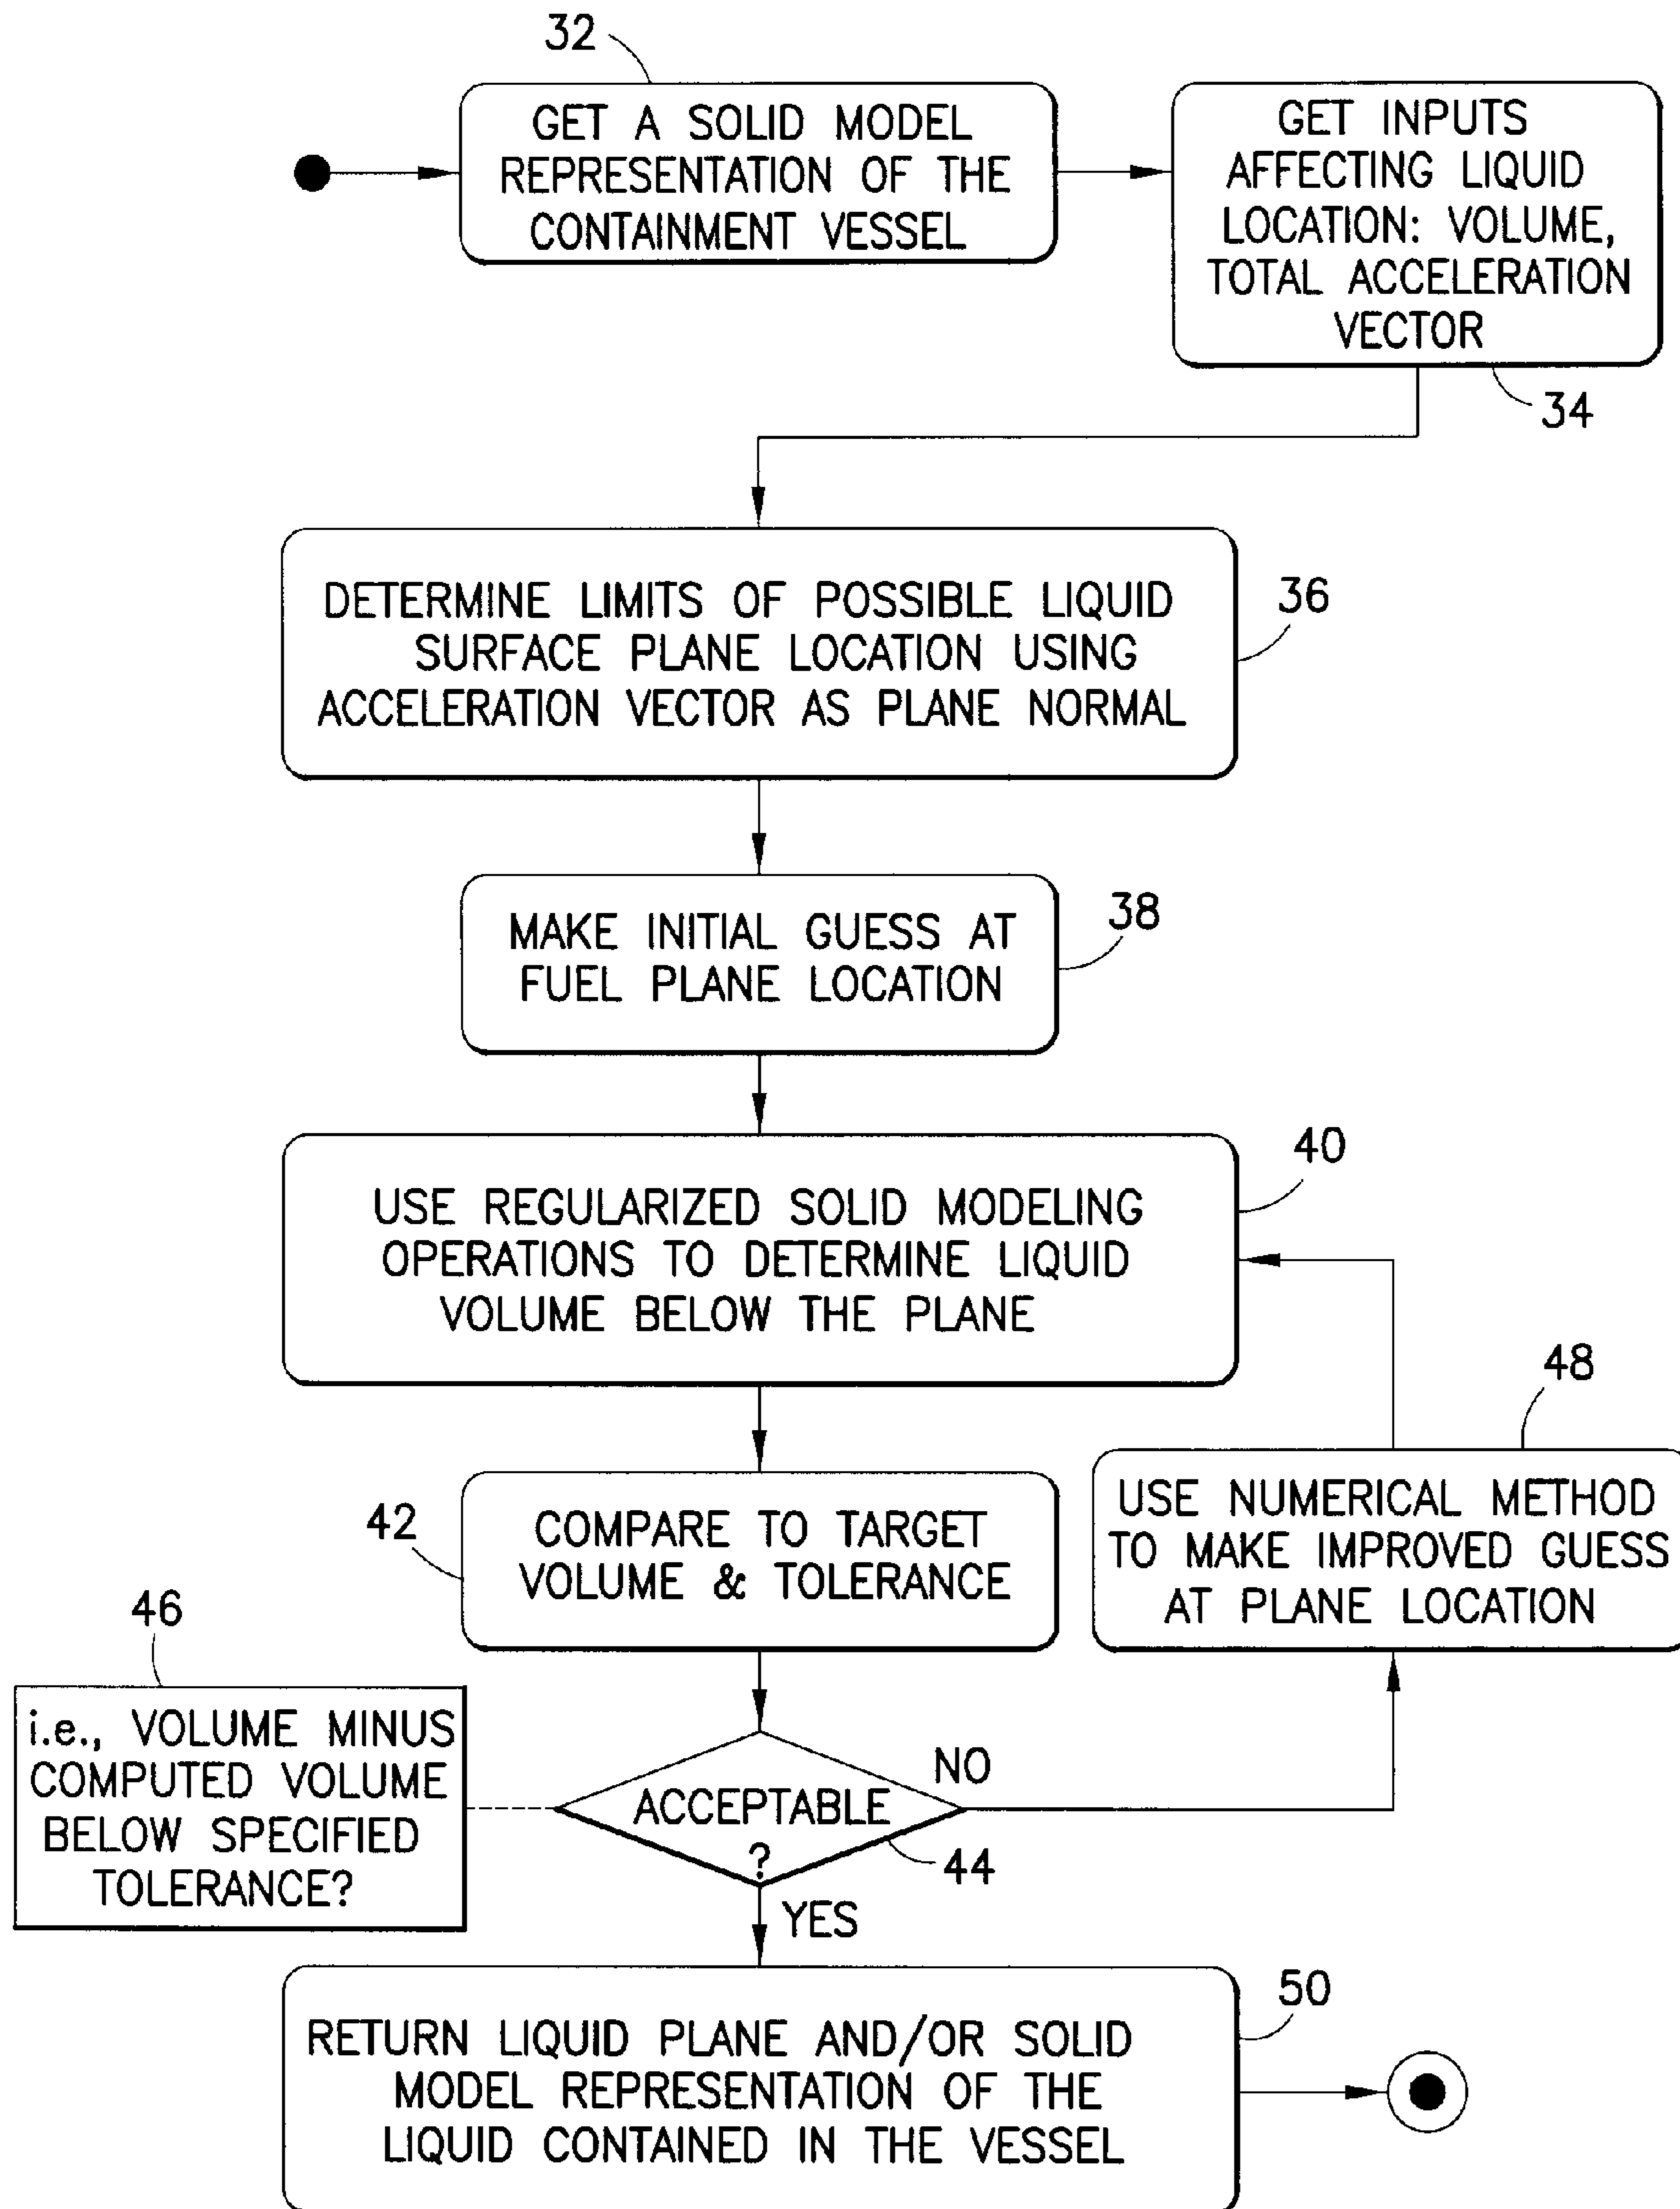 32
GET A SOLID MODEL
REPRESENTATION OF THE
CONTAINMENT VESSEL
GET INPUTS
AFFECTING LIQUID
LOCATION: VOLUME,
TOTAL ACCELERATION
VECTOR
34
DETERMINE LIMITS OF POSSIBLE LIQUID
SURFACE PLANE LOCATION USING
ACCELERATION VECTOR AS PLANE NORMAL
36
MAKE INITIAL GUESS AT
FUEL PLANE LOCATION
38
USE REGULARIZED SOLID MODELING
OPERATIONS TO DETERMINE LIQUID
VOLUME BELOW THE PLANE
40
42
COMPARE TO TARGET
VOLUME & TOLERANCE
48
USE NUMERICAL METHOD
TO MAKE IMPROVED GUESS
AT PLANE LOCATION
46
i.e., VOLUME MINUS
COMPUTED VOLUME
BELOW SPECIFIED
TOLERANCE?
ACCEPTABLE
?
NO
44
YES
RETURN LIQUID PLANE AND/OR SOLID
MODEL REPRESENTATION OF THE
LIQUID CONTAINED IN THE VESSEL
50